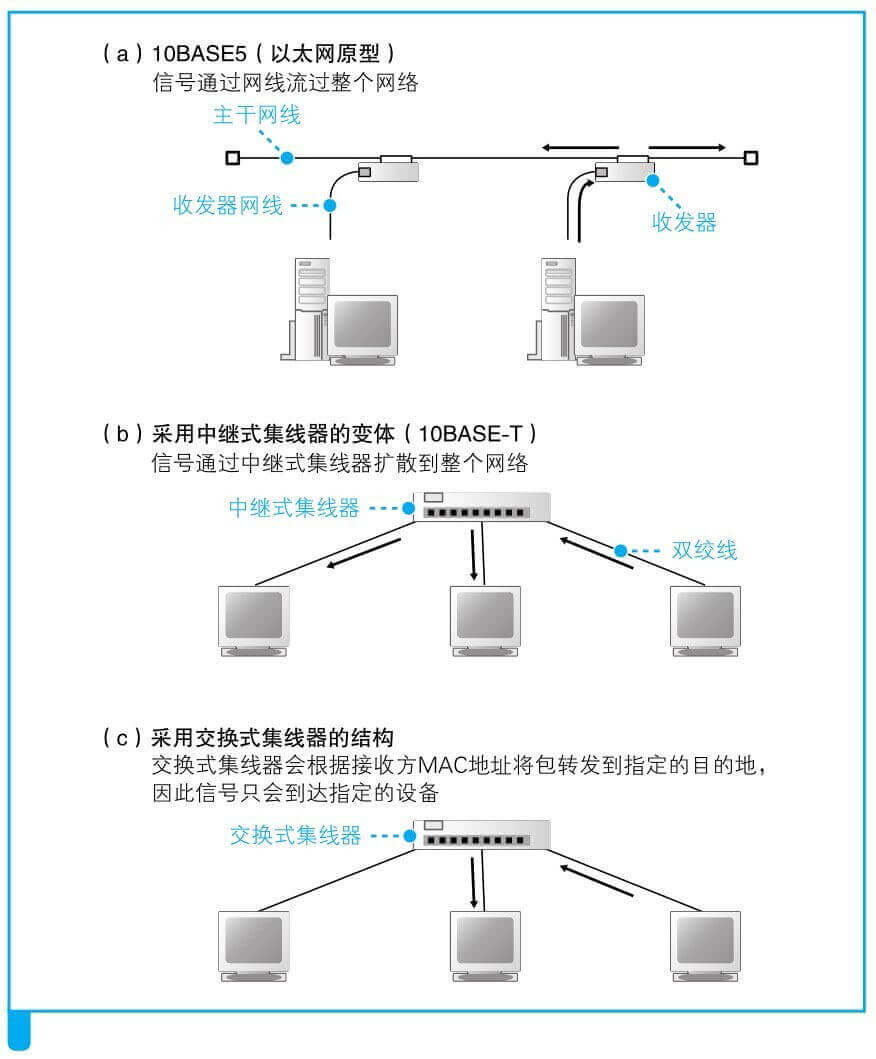 （a）10BASE5（以太网原型）
信号通过网线流过整个网络
主干网线
收发器网线
收发器
（b）采用中继式集线器的变体（10BASE-T）
信号通过中继式集线器扩散到整个网络
中继式集线器
双绞线
（c）采用交换式集线器的结构
交换式集线器会根据接收方MAC地址将包转发到指定的目的地，
因此信号只会到达指定的设备
交换式集线器